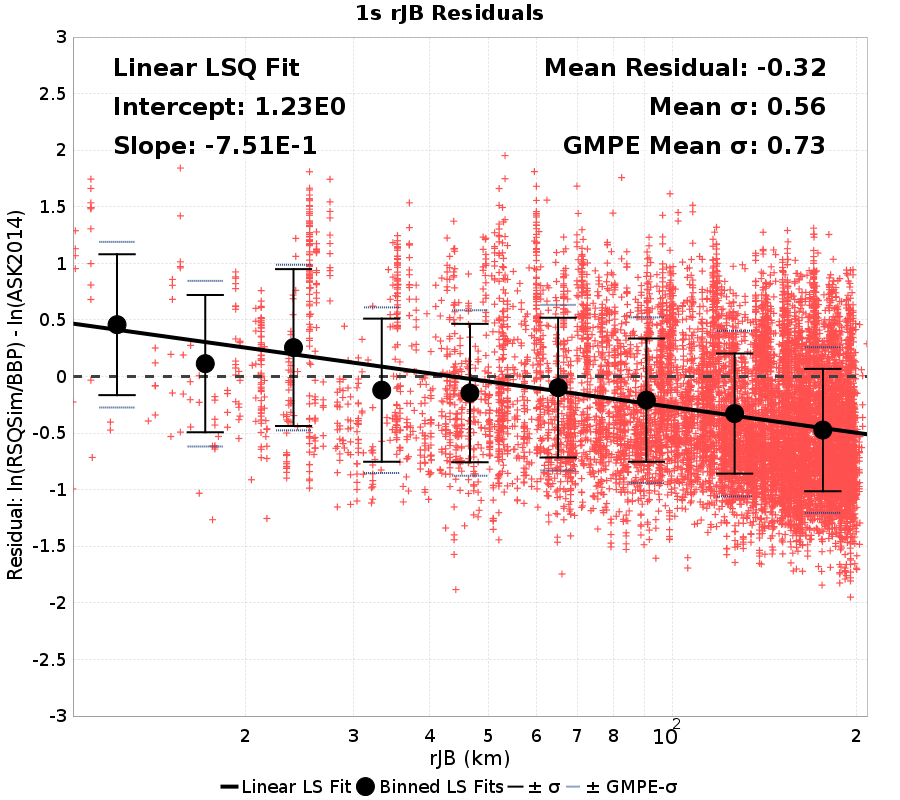 1s rJB Residuals
Linear LSQ Fit
Intercept: 1.23E0
Slope: -7.51E-1
Mean Residual: -0.32
Mean σ: 0.56
GMPE Mean σ: 0.73
Residual: ln(RSQSim/BBP) - ln(ASK2014)
3
2.5
2
1.5
1
0.5
0
-0.5
-1
-1.5
-2
-2.5
-3
2 3 4 5 6 7 8 10² 2
rJB (km)
Linear LS Fit Binned LS Fits ± σ ± GMPE-σ